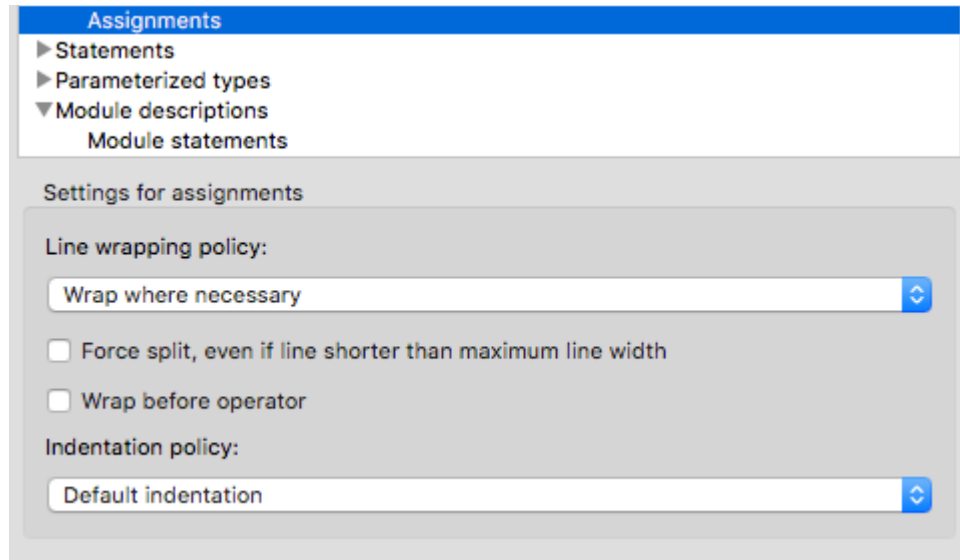 Assignments
Statements
Parameterized types
Module descriptions
Module statements
Settings for assignments
Line wrapping policy:
Wrap where necessary
Force split, even if line shorter than maximum line width
Wrap before operator
Indentation policy:
Default indentation